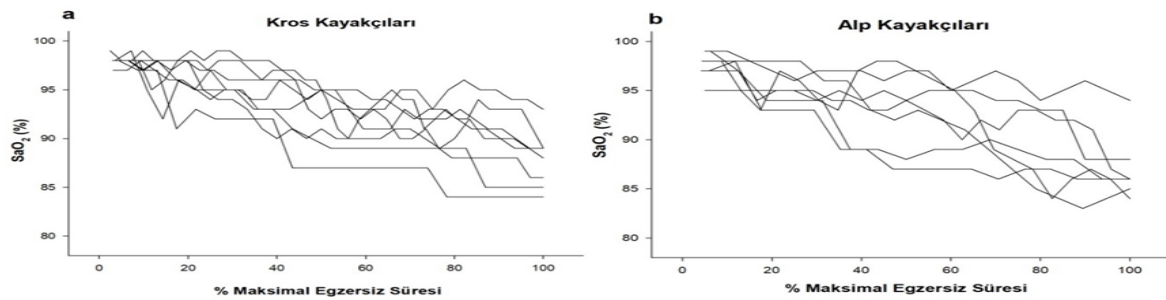 a
Kros Kayakçıları
SaO2 (%)
100
95
90
85
80
0 20 40 60 80 100
% Maksimal Egzersiz Süresi
b
Alp Kayakçıları
SaO2 (%)
100
95
90
85
80
0 20 40 60 80 100
% Maksimal Egzersiz Süresi